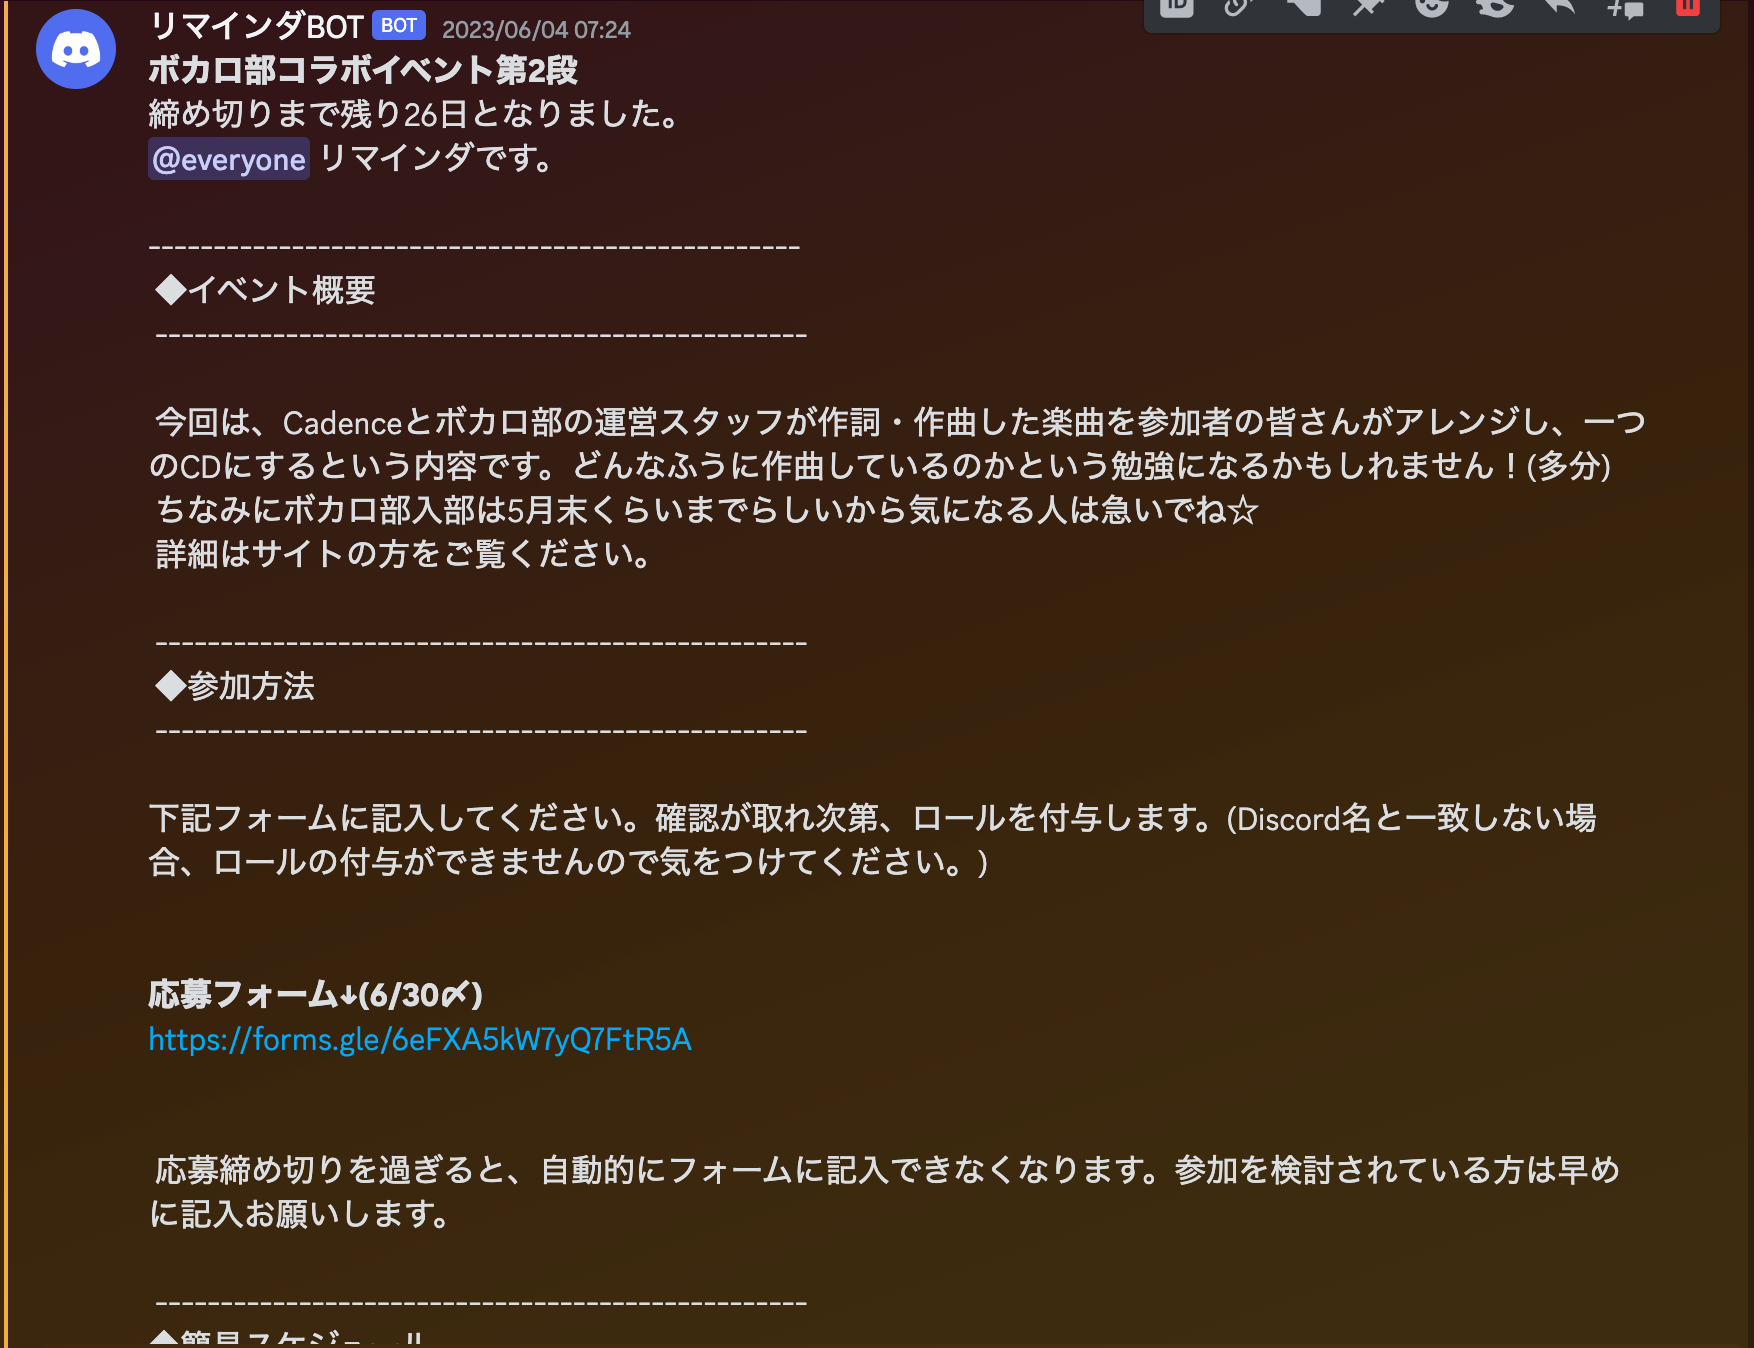 リマインダBOT BOT 2023/06/04 07:24
ボカロ部コラボイベント第2段
締め切りまで残り26日となりました。
@everyone リマインダです。
--------------------------------------------------
◆イベント概要
--------------------------------------------------
今回は、Cadenceとボカロ部の運営スタッフが作詞・作曲した楽曲を参加者の皆さんがアレンジし、一つ
のCDにするという内容です。どんなふうに作曲しているのかという勉強になるかもしれません！(多分)
ちなみにボカロ部入部は5月末くらいまでらしいから気になる人は急いでね☆
詳細はサイトの方をご覧ください。
--------------------------------------------------
◆参加方法
--------------------------------------------------
下記フォームに記入してください。確認が取れ次第、ロールを付与します。(Discord名と一致しない場
合、ロールの付与ができませんので気をつけてください。)
応募フォーム↓(6/30〆)
https://forms.gle/6eFXA5kW7yQ7FtR5A
応募締め切りを過ぎると、自動的にフォームに記入できなくなります。参加を検討されている方は早め
に記入お願いします。
--------------------------------------------------
◆簡易スケジュール